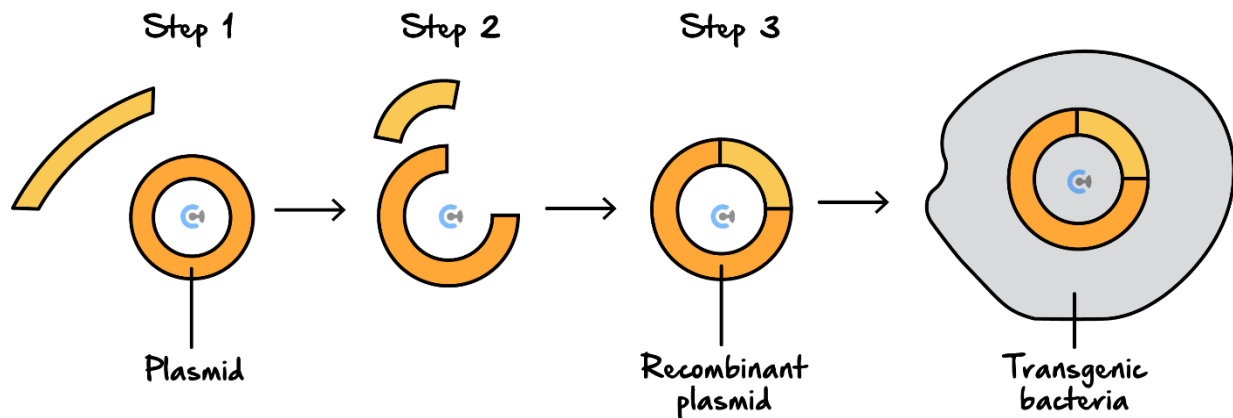 Step 1
Step 2
Step 3
Plasmid
Recombinant
plasmid
Transgenic
bacteria